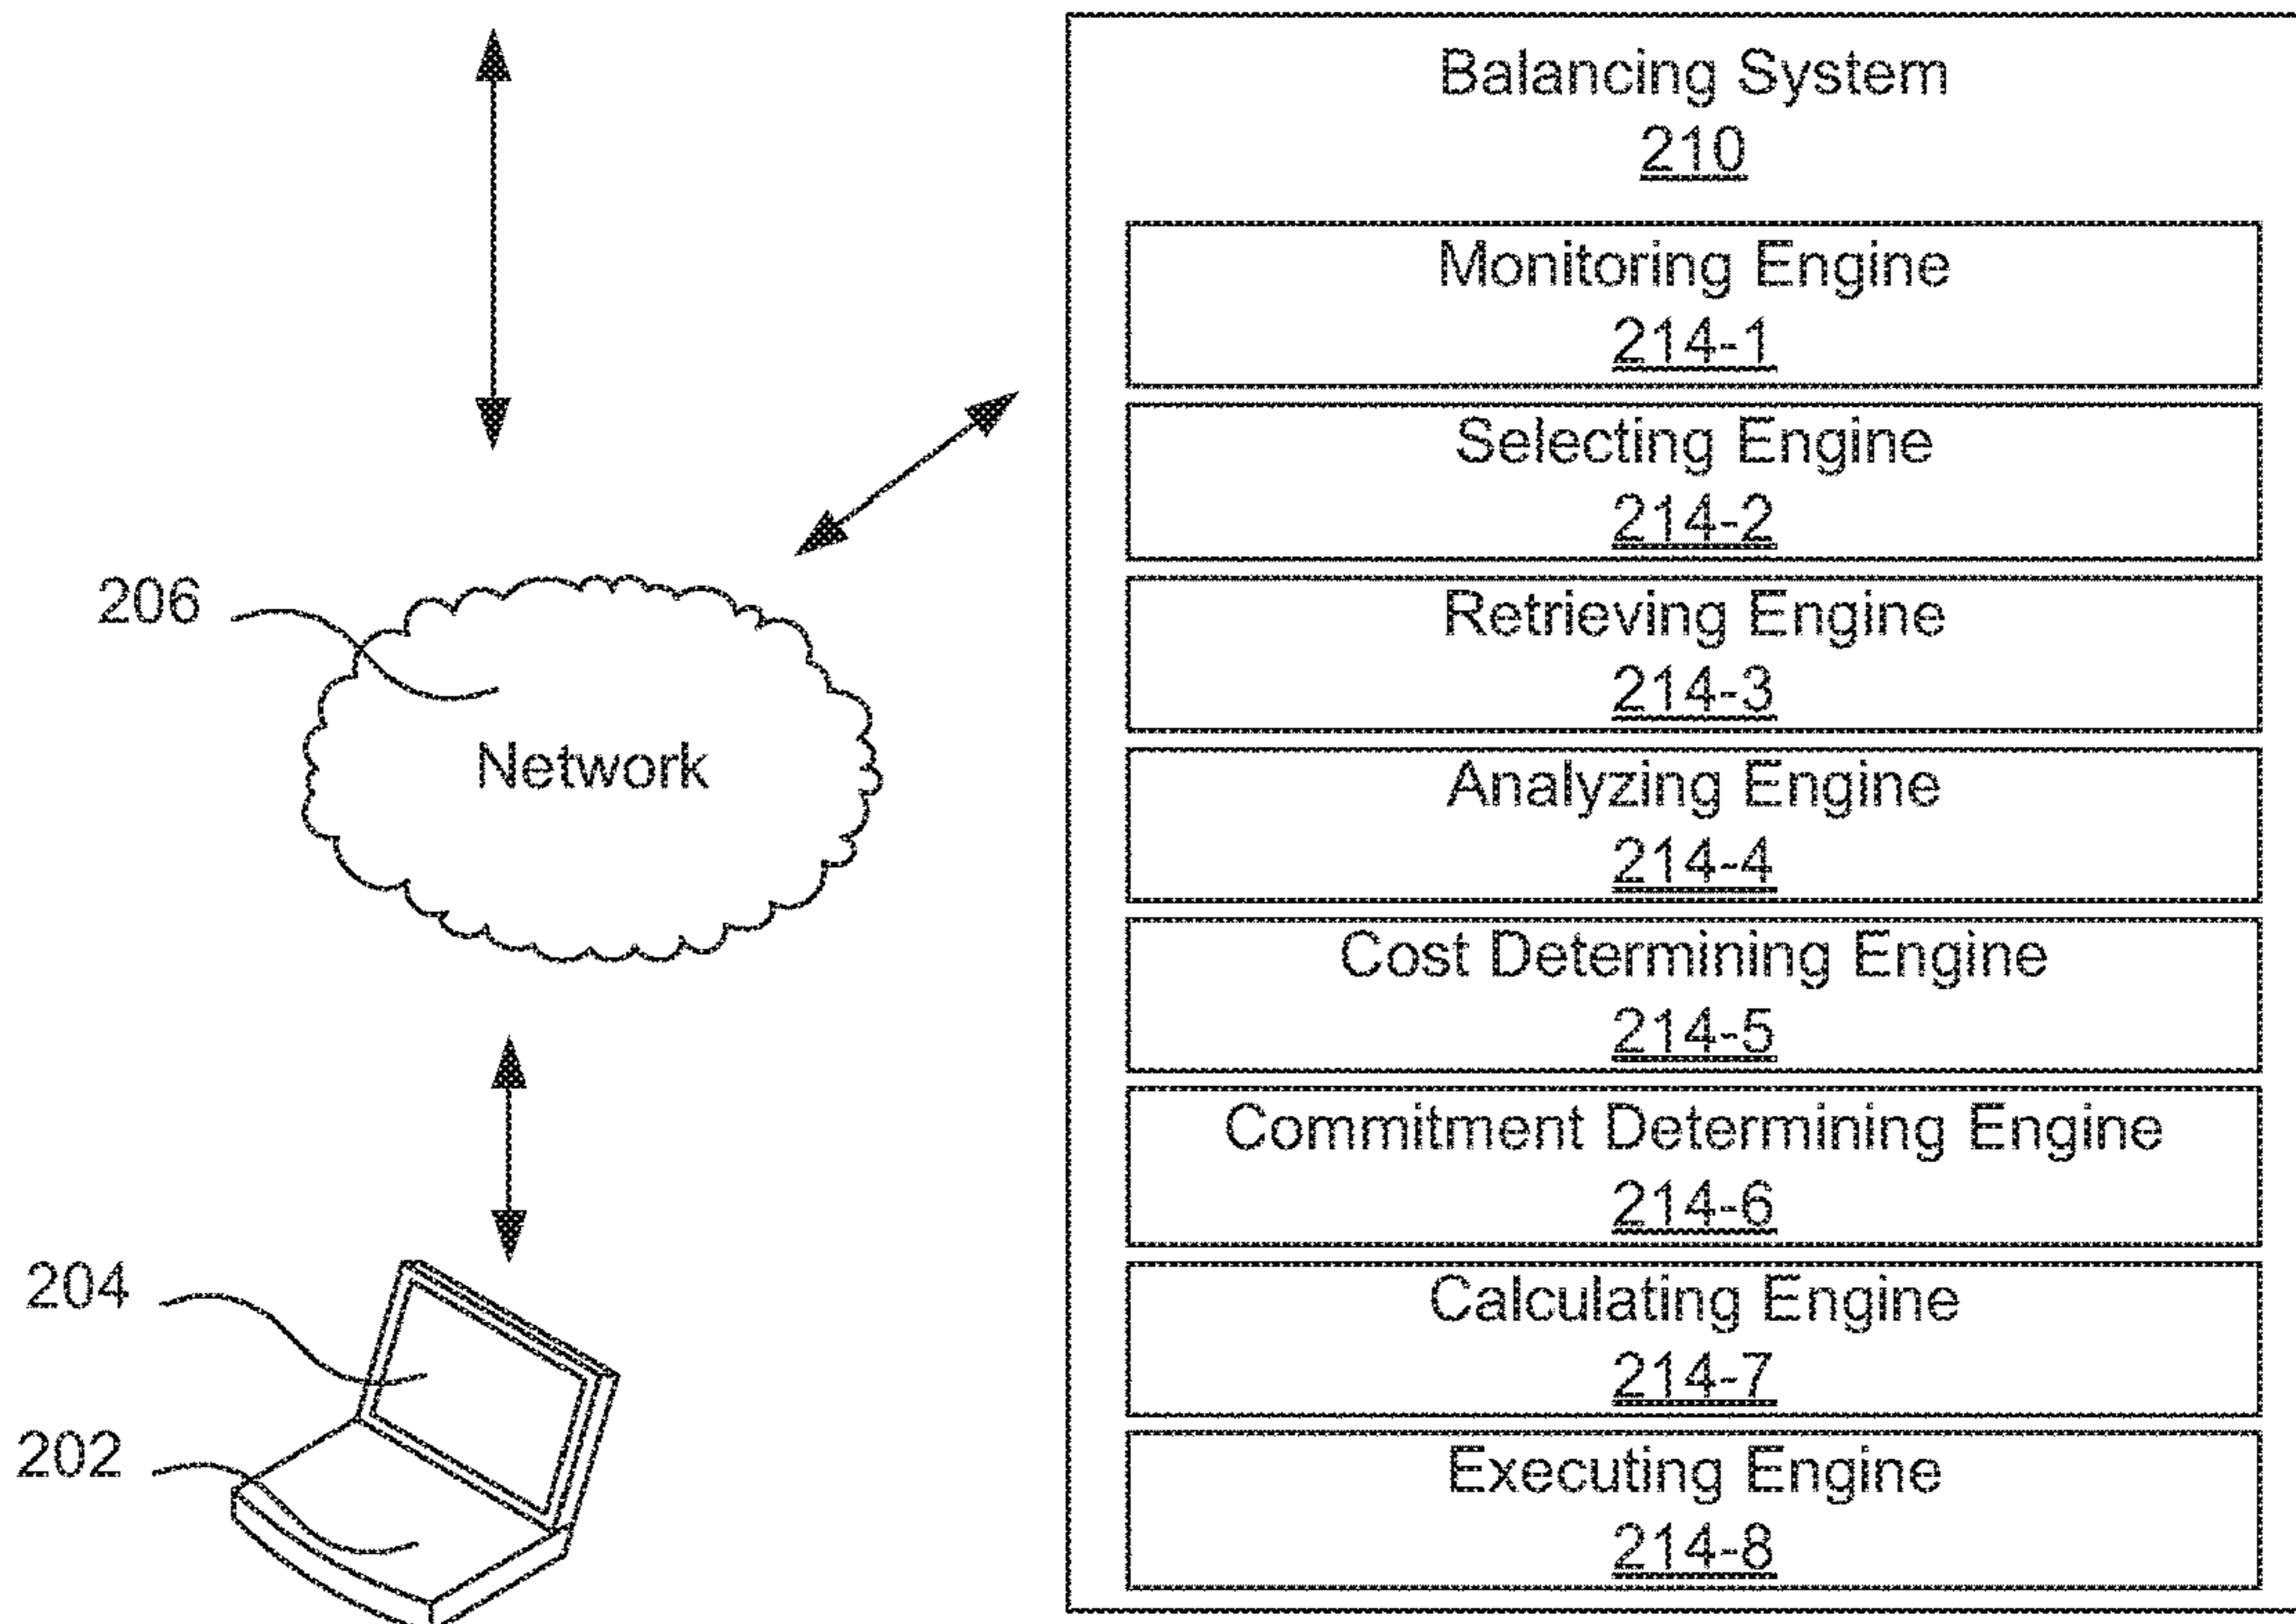 Balancing System
210
Monitoring Engine
214-1
Selecting Engine
214-2
Retrieving Engine
214-3
Analyzing Engine
214-4
Cost Determining Engine
214-5
Commitment Determining Engine
214-6
Calculating Engine
214-7
Executing Engine
214-8
206
Network
204
202